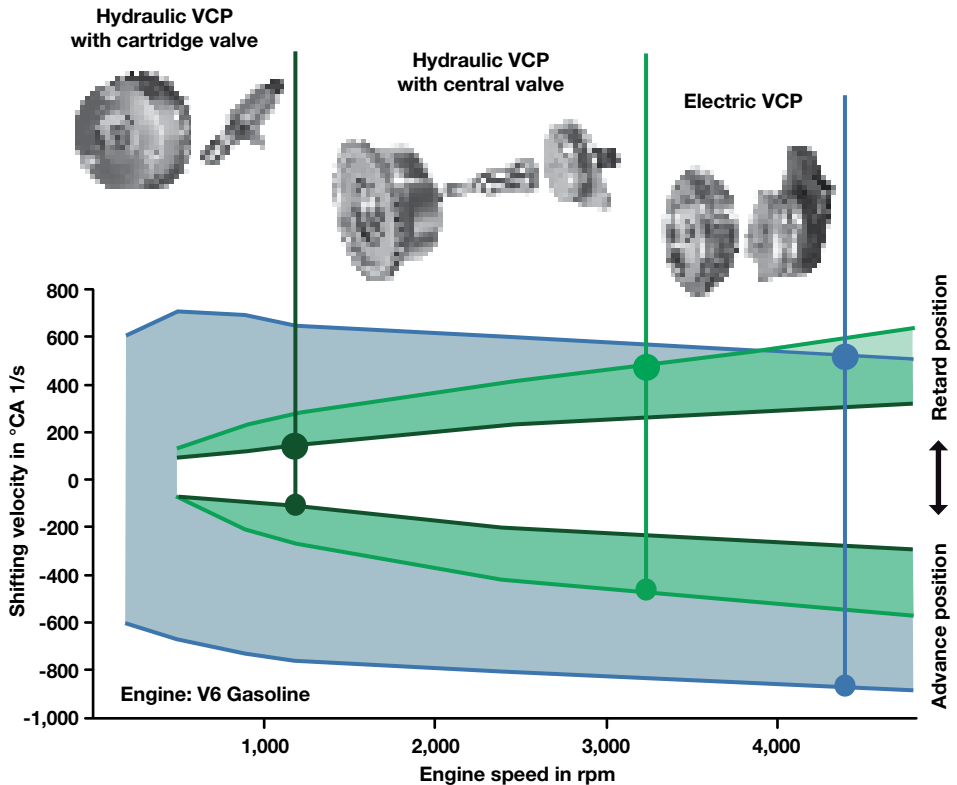 Hydraulic VCP
with cartridge valve
Hydraulic VCP
with central valve
Electric VCP
800
600
400
200
0
-200
-400
-600
-800
-1,000
Shifting velocity in °CA 1/s
Retard position
Advance position
Engine: V6 Gasoline
1,000
2,000
3,000
4,000
Engine speed in rpm